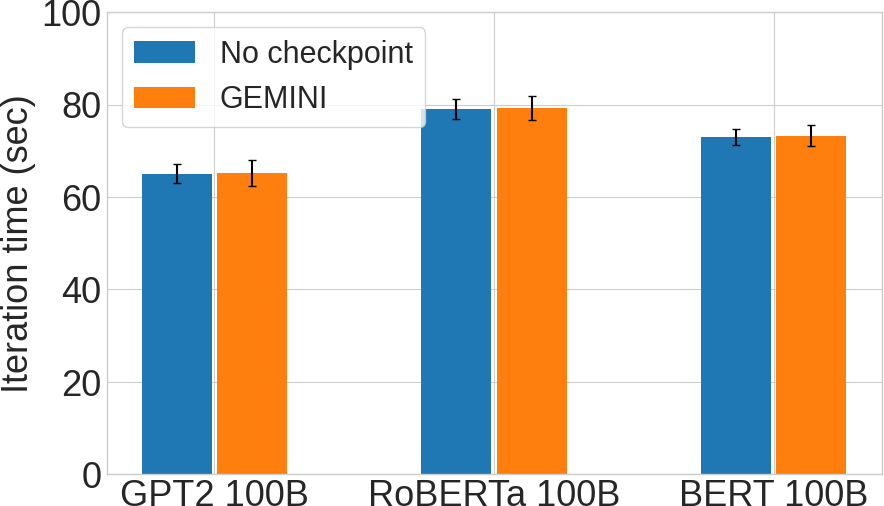 Iteration time (sec)
100
80
60
40
20
0
No checkpoint
GEMINI
GPT2 100B
RoBERTa 100B
BERT 100B